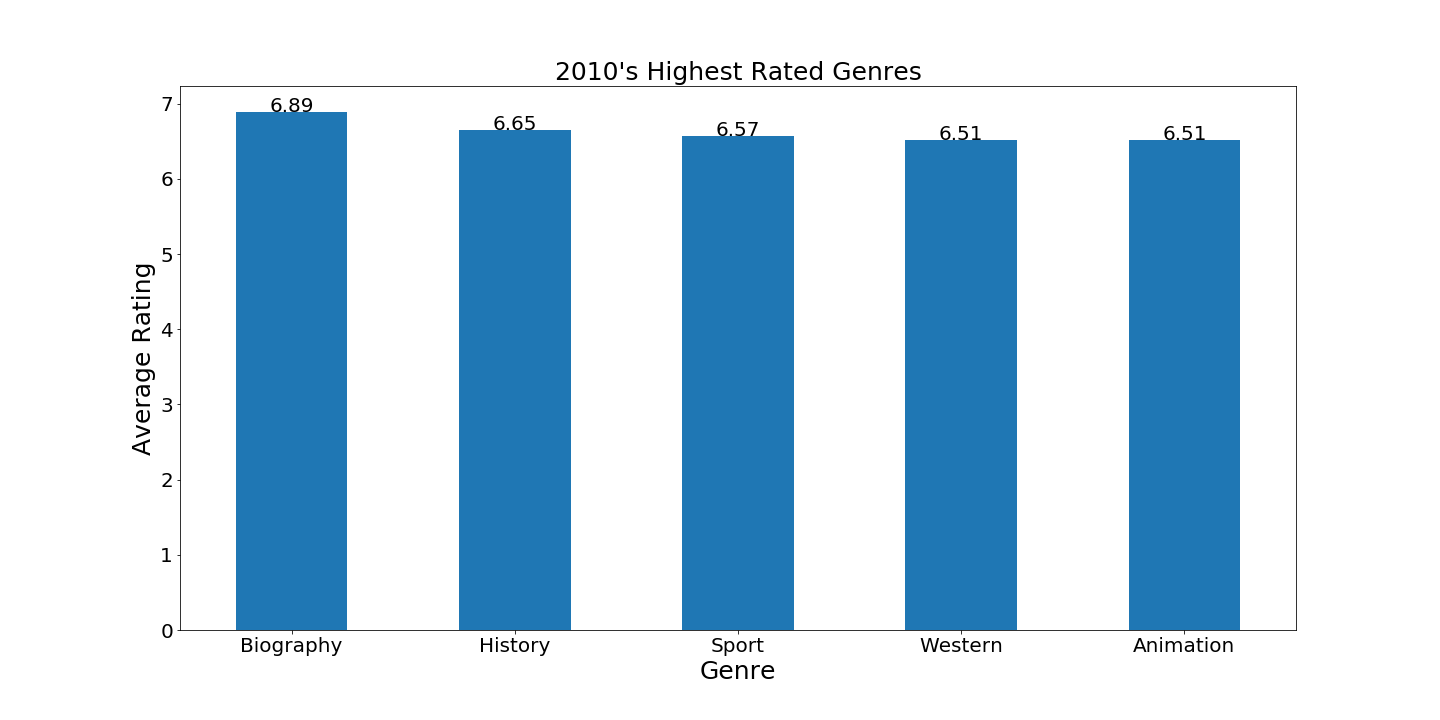 2010's Highest Rated Genres
7
6
5
4
3
2
1
0
Average Rating
6.89
6.65
6.57
6.51
6.51
Biography
History
Sport
Western
Animation
Genre